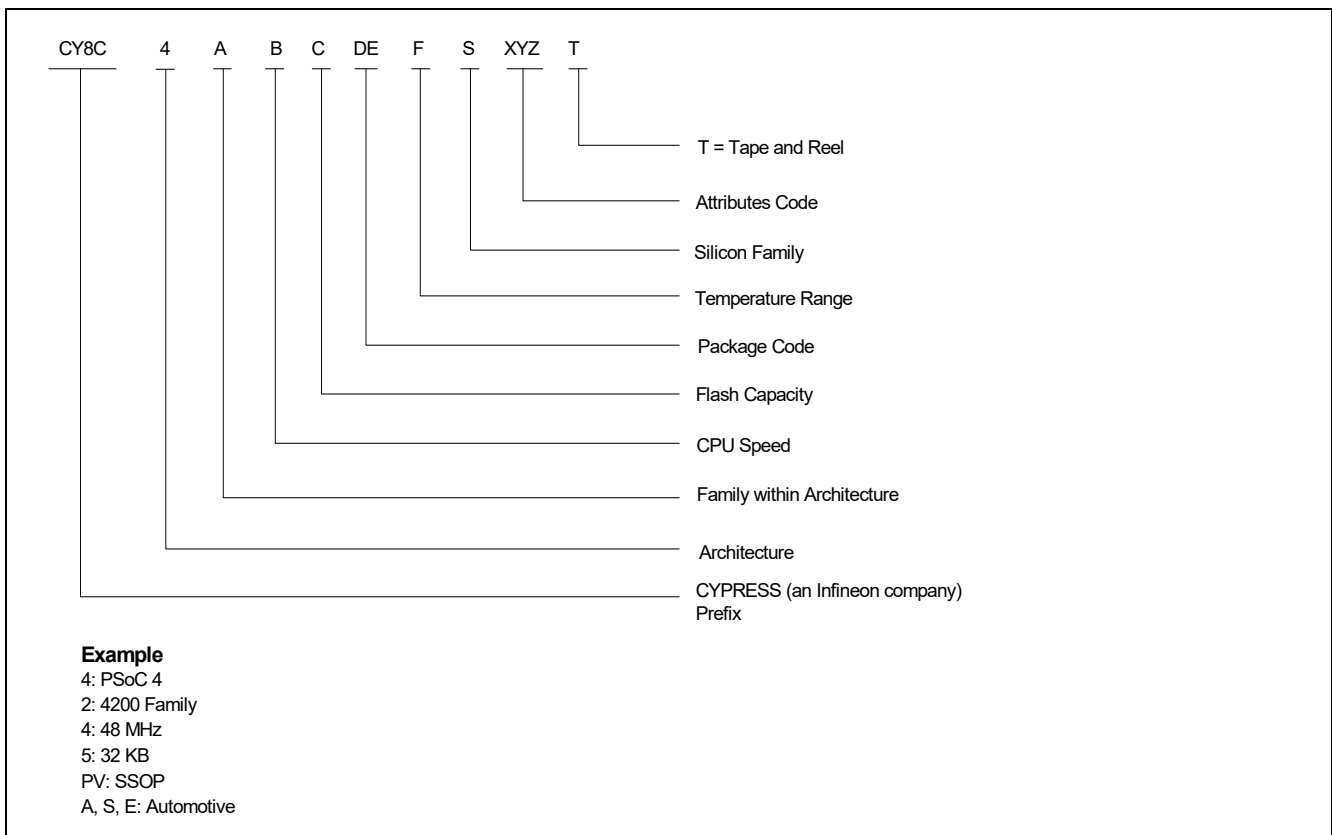 CY8C 4 A B C DE F S XYZ T
T = Tape and Reel
Attributes Code
Silicon Family
Temperature Range
Package Code
Flash Capacity
CPU Speed
Family within Architecture
Architecture
CYPRESS (an Infineon company)
Prefix
Example
4: PSoC 4
2: 4200 Family
4: 48 MHz
5: 32 KB
PV: SSOP
A, S, E: Automotive